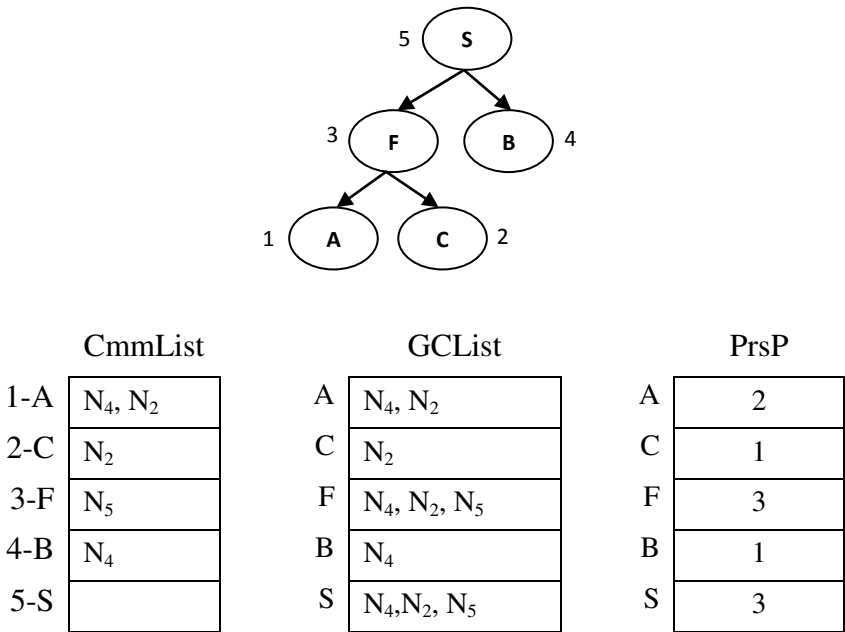 5 S
3 F B 4
1 A C 2
CmmList GCList PrsP
1-A N₄, N₂ A N₄, N₂ A 2
2-C N₂ C N₂ C 1
3-F N₅ F N₄, N₂, N₅ F 3
4-B N₄ B N₄ B 1
5-S S N₄,N₂, N₅ S 3